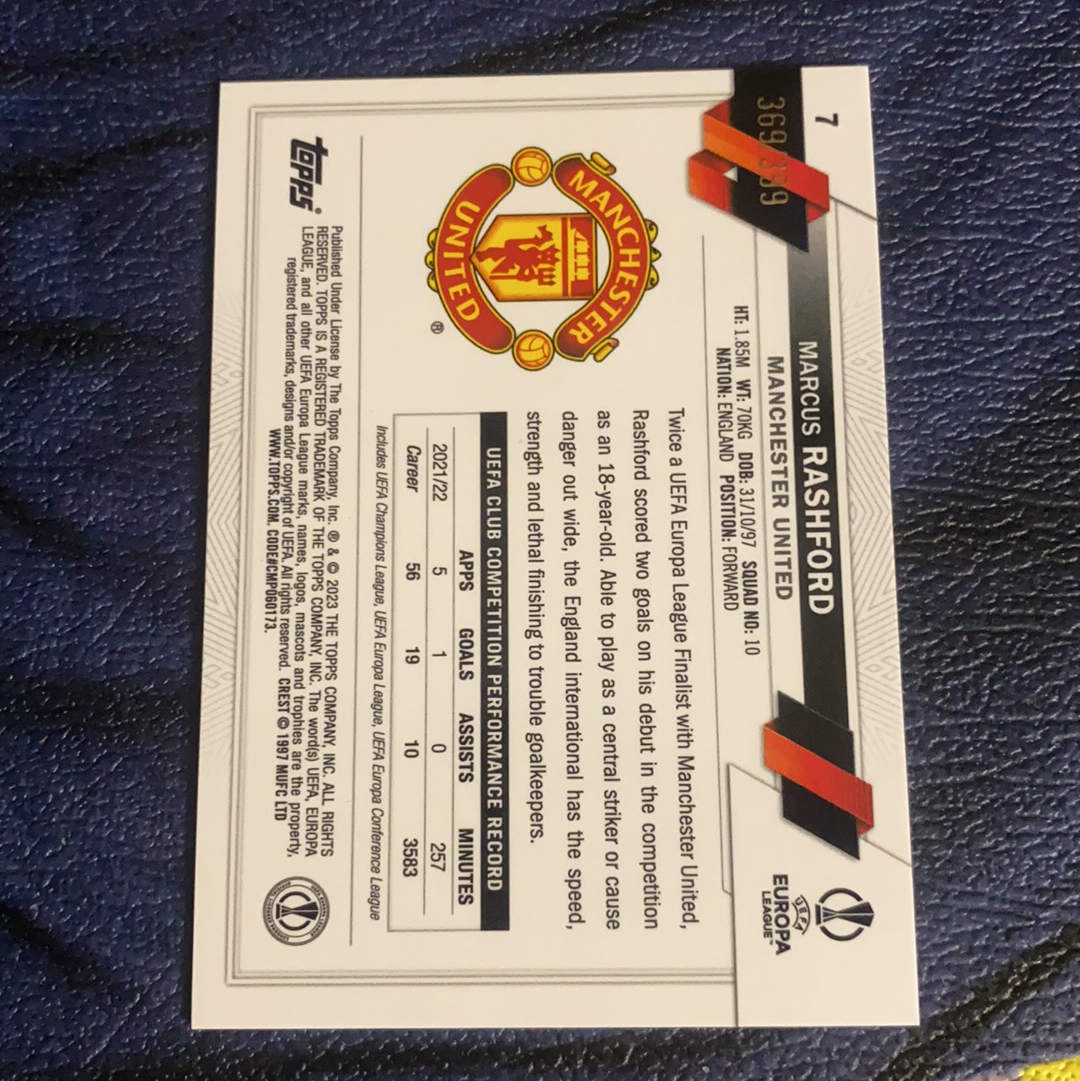 7
369/399
MARCUS RASHFORD
MANCHESTER UNITED
HT: 1.85M WT: 70KG DOB: 31/10/97 SQUAD NO: 10
NATION: ENGLAND POSITION: FORWARD
UEFA
EUROPA
LEAGUE™
MANCHESTER
UNITED
®
Twice a UEFA Europa League Finalist with Manchester United,
Rashford scored two goals on his debut in the competition
as an 18-year-old. Able to play as a central striker or cause
danger out wide, the England international has the speed,
strength and lethal finishing to trouble goalkeepers.
UEFA CLUB COMPETITION PERFORMANCE RECORD
APPS GOALS ASSISTS MINUTES
2021/22 5 1 0 257
Career 56 19 10 3583
Includes UEFA Champions League, UEFA Europa League, UEFA Europa Conference League
topps®
Published Under License by The Topps Company, Inc. ® & © 2023 THE TOPPS COMPANY, INC. ALL RIGHTS
RESERVED. TOPPS IS A REGISTERED TRADEMARK OF THE TOPPS COMPANY, INC. The word(s) UEFA, EUROPA
LEAGUE, and all other UEFA Europa League marks, names, logos, mascots and trophies are the property,
registered trademarks, designs and/or copyright of UEFA. All rights reserved. CREST © 1997 MUFC LTD
WWW.TOPPS.COM. CODE#CMP060173.